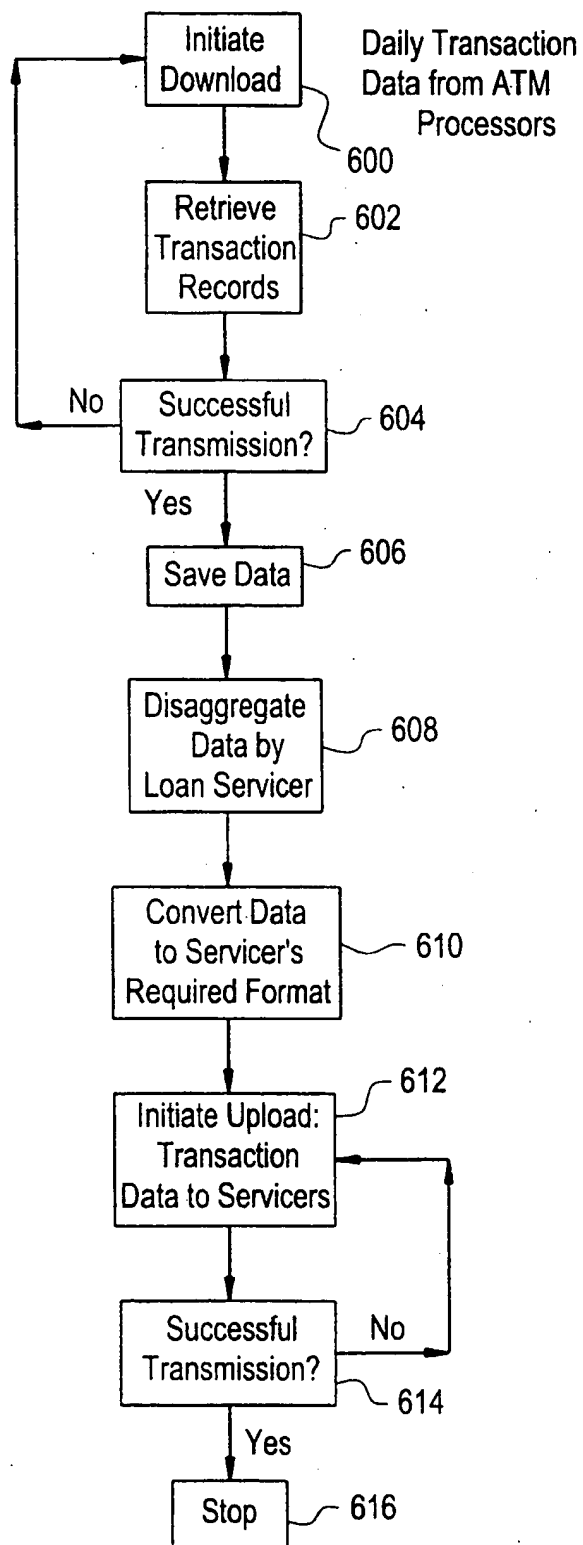 Initiate
Download
Daily Transaction
Data from ATM
Processors
600
Retrieve
Transaction
Records
602
No
Successful
Transmission?
604
Yes
Save Data
606
Disaggregate
Data by
Loan Servicer
608
Convert Data
to Servicer's
Required Format
610
612
Initiate Upload:
Transaction
Data to Servicers
Successful
Transmission?
No
614
Yes
Stop
616